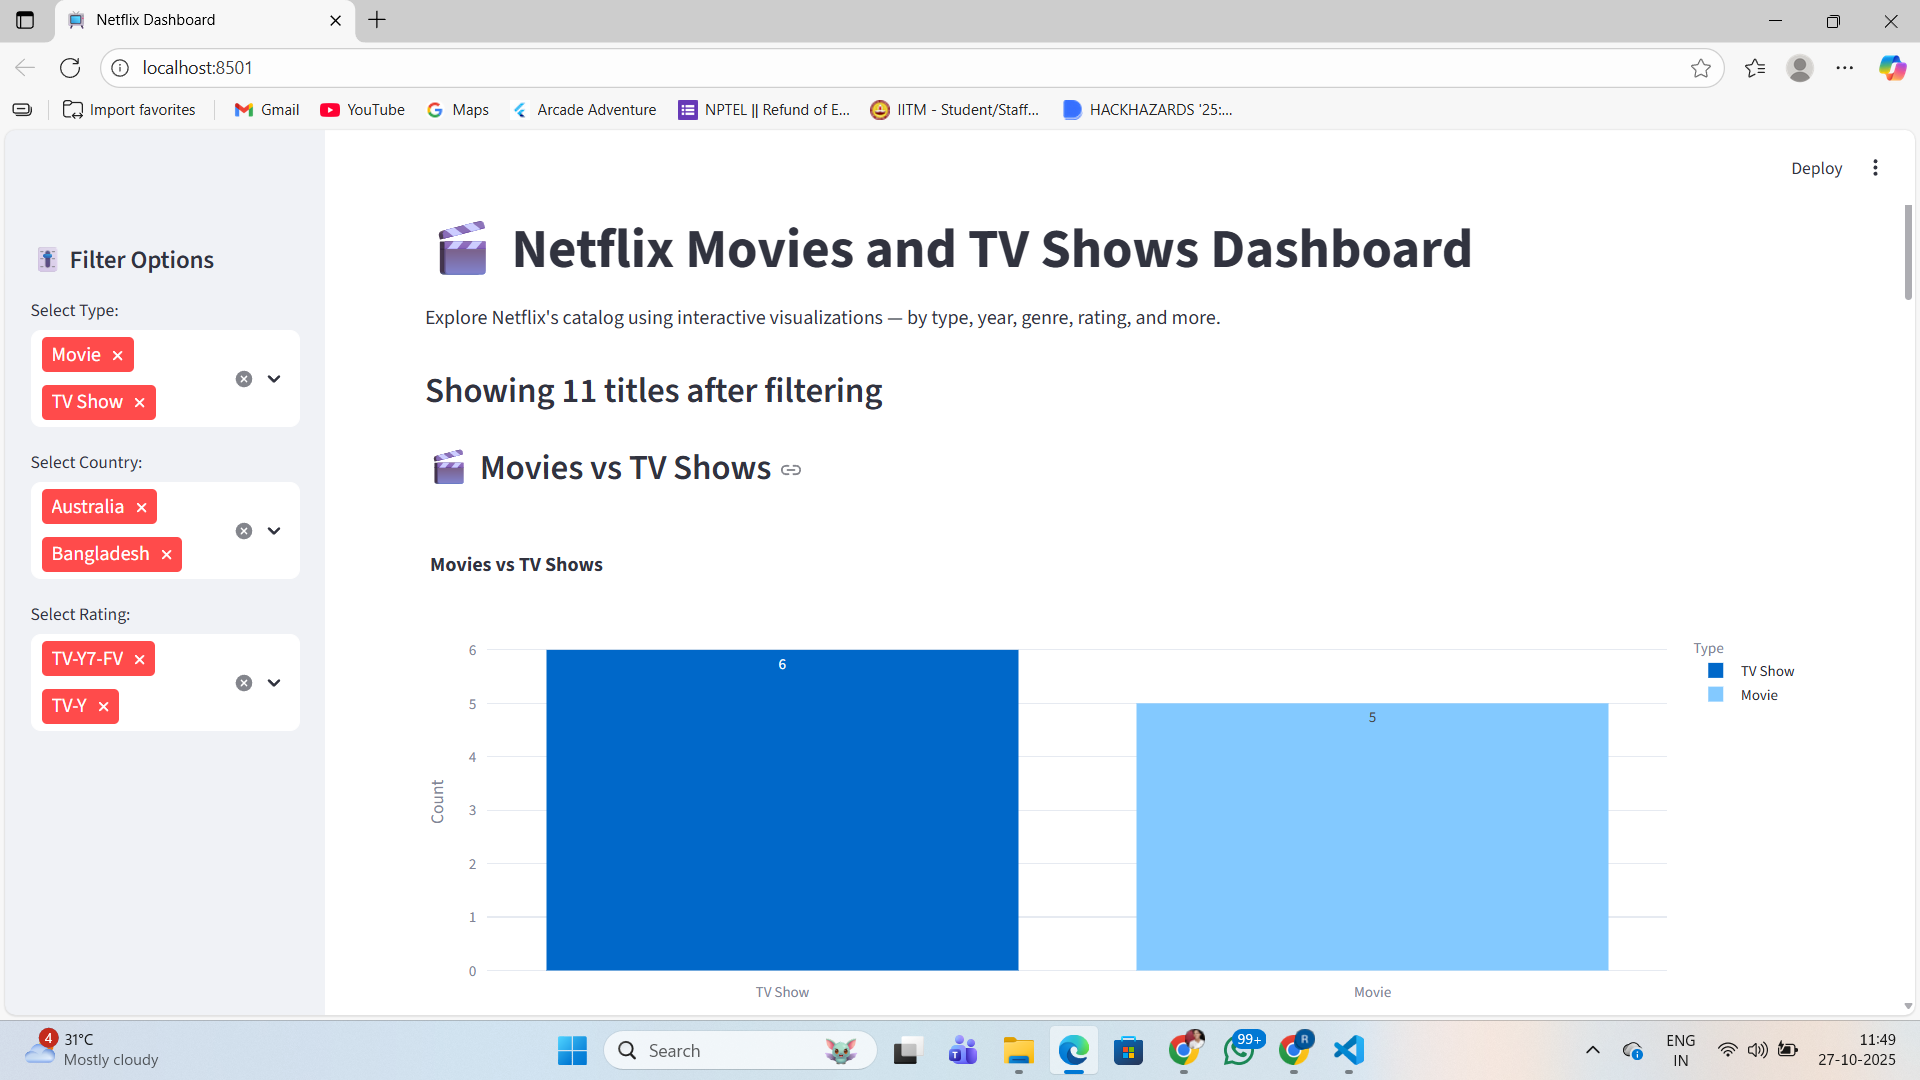 Netflix Dashboard
localhost:8501
Import favorites
Gmail
YouTube
Maps
Arcade Adventure
NPTEL || Refund of E...
IITM - Student/Staff...
HACKHAZARDS '25:...
Deploy
Filter Options
Select Type:
Movie
TV Show
Select Country:
Australia
Bangladesh
Select Rating:
TV-Y7-FV
TV-Y
Netflix Movies and TV Shows Dashboard
Explore Netflix's catalog using interactive visualizations — by type, year, genre, rating, and more.
Showing 11 titles after filtering
Movies vs TV Shows
Movies vs TV Shows
6
5
4
3
2
1
0
Count
6
5
TV Show
Movie
Type
TV Show
Movie
4
31°C
Mostly cloudy
Search
T
99+
R
ENG
IN
11:49
27-10-2025